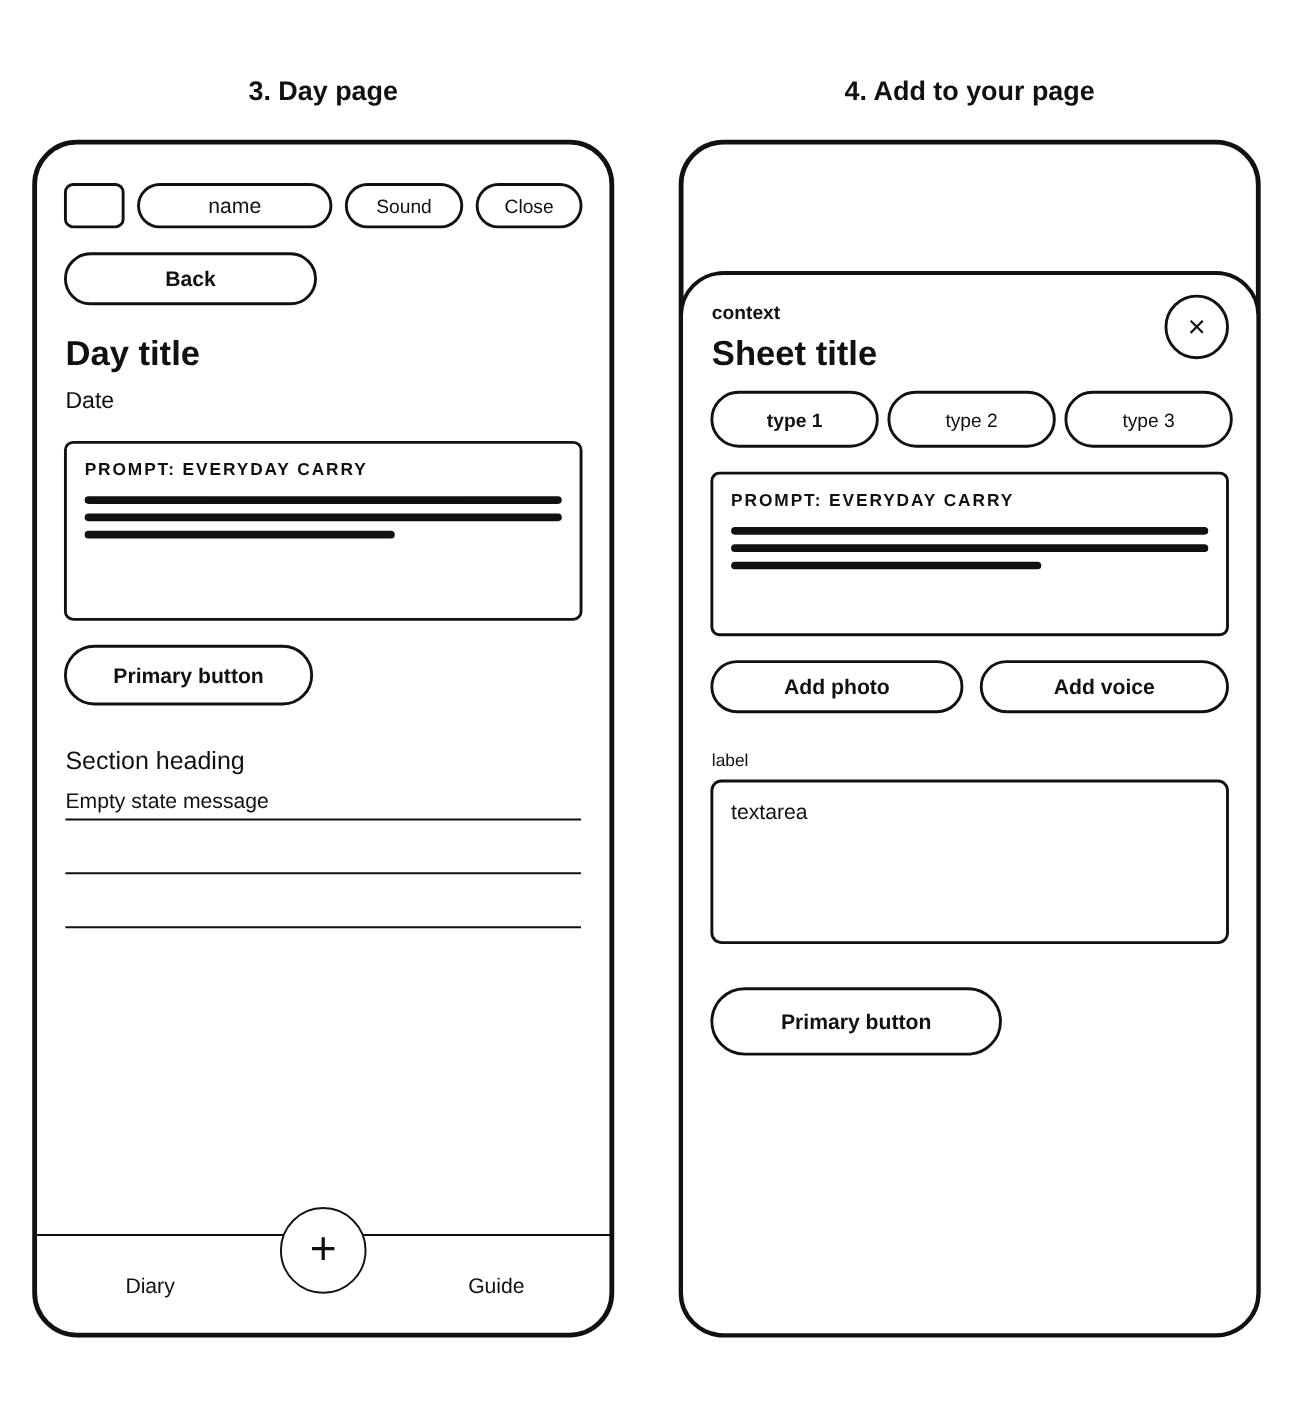 3. Day page
name
Sound
Close
Back
Day title
Date
PROMPT: EVERYDAY CARRY
Primary button
Section heading
Empty state message
+
Diary
Guide
4. Add to your page
context
×
Sheet title
type 1
type 2
type 3
PROMPT: EVERYDAY CARRY
Add photo
Add voice
label
textarea
Primary button